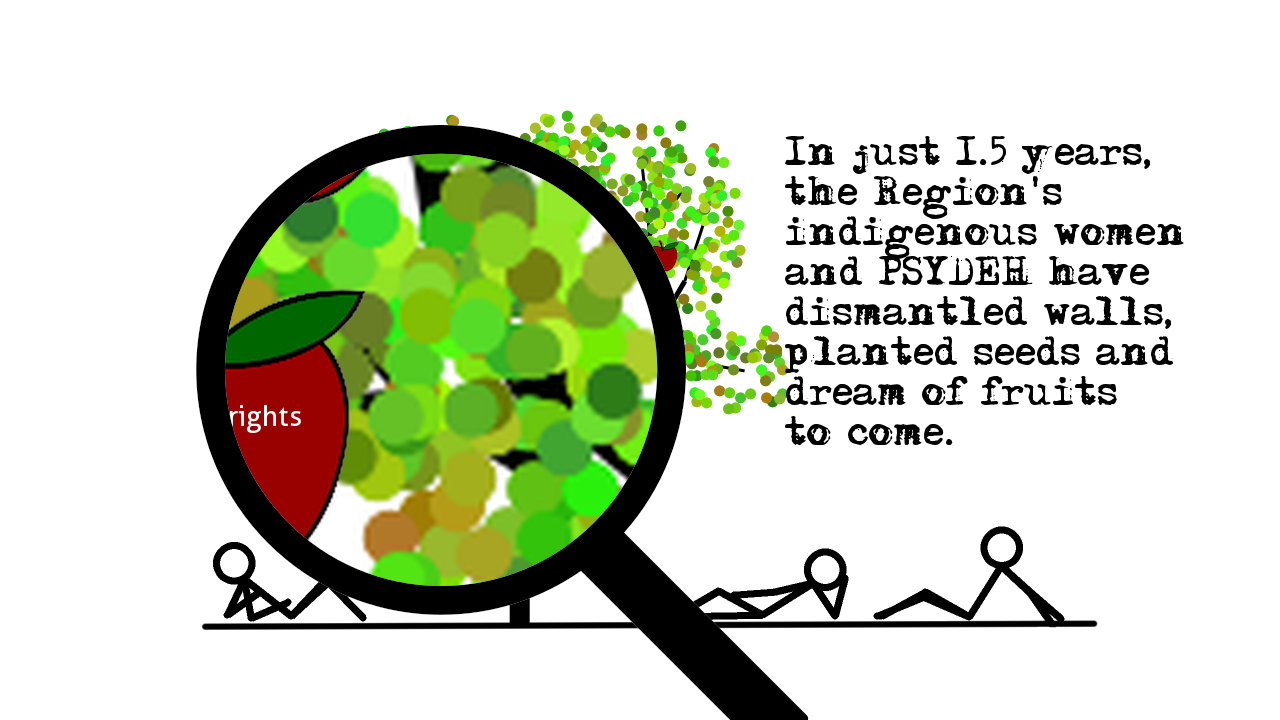 rights
In just 1.5 years,
the Region's
indigenous women
and PSYDEH have
dismantled walls,
planted seeds and
dream of fruits
to come.